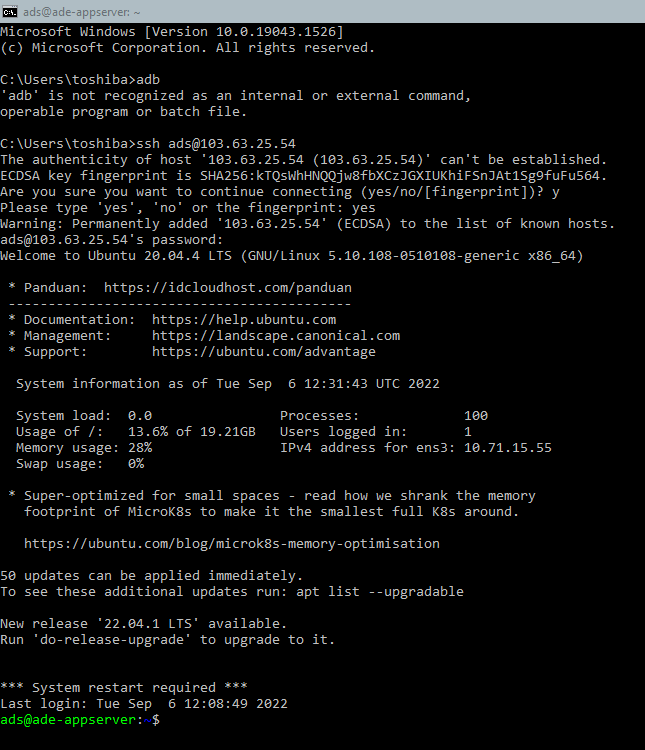 ads@ade-appserver: ~
Microsoft Windows [Version 10.0.19043.1526]
(c) Microsoft Corporation. All rights reserved.
C:\Users\toshiba>adb
'adb' is not recognized as an internal or external command,
operable program or batch file.
C:\Users\toshiba>ssh ads@103.63.25.54
The authenticity of host '103.63.25.54 (103.63.25.54)' can't be established.
ECDSA key fingerprint is SHA256:kTQsWhHNQQjw8fbXCzJGXIUKhiFSnJAt1Sg9fuFu564.
Are you sure you want to continue connecting (yes/no/[fingerprint])? y
Please type 'yes', 'no' or the fingerprint: yes
Warning: Permanently added '103.63.25.54' (ECDSA) to the list of known hosts.
ads@103.63.25.54's password:
Welcome to Ubuntu 20.04.4 LTS (GNU/Linux 5.10.108-0510108-generic x86_64)
* Panduan:  https://idcloudhost.com/panduan
-------------------------------------------
* Documentation:  https://help.ubuntu.com
* Management:     https://landscape.canonical.com
* Support:        https://ubuntu.com/advantage
System information as of Tue Sep  6 12:31:43 UTC 2022
System load:  0.0                Processes:             100
Usage of /:   13.6% of 19.21GB   Users logged in:       1
Memory usage: 28%                IPv4 address for ens3: 10.71.15.55
Swap usage:   0%
* Super-optimized for small spaces - read how we shrank the memory
footprint of MicroK8s to make it the smallest full K8s around.
https://ubuntu.com/blog/microk8s-memory-optimisation
50 updates can be applied immediately.
To see these additional updates run: apt list --upgradable
New release '22.04.1 LTS' available.
Run 'do-release-upgrade' to upgrade to it.
*** System restart required ***
Last login: Tue Sep  6 12:08:49 2022
ads@ade-appserver:~$